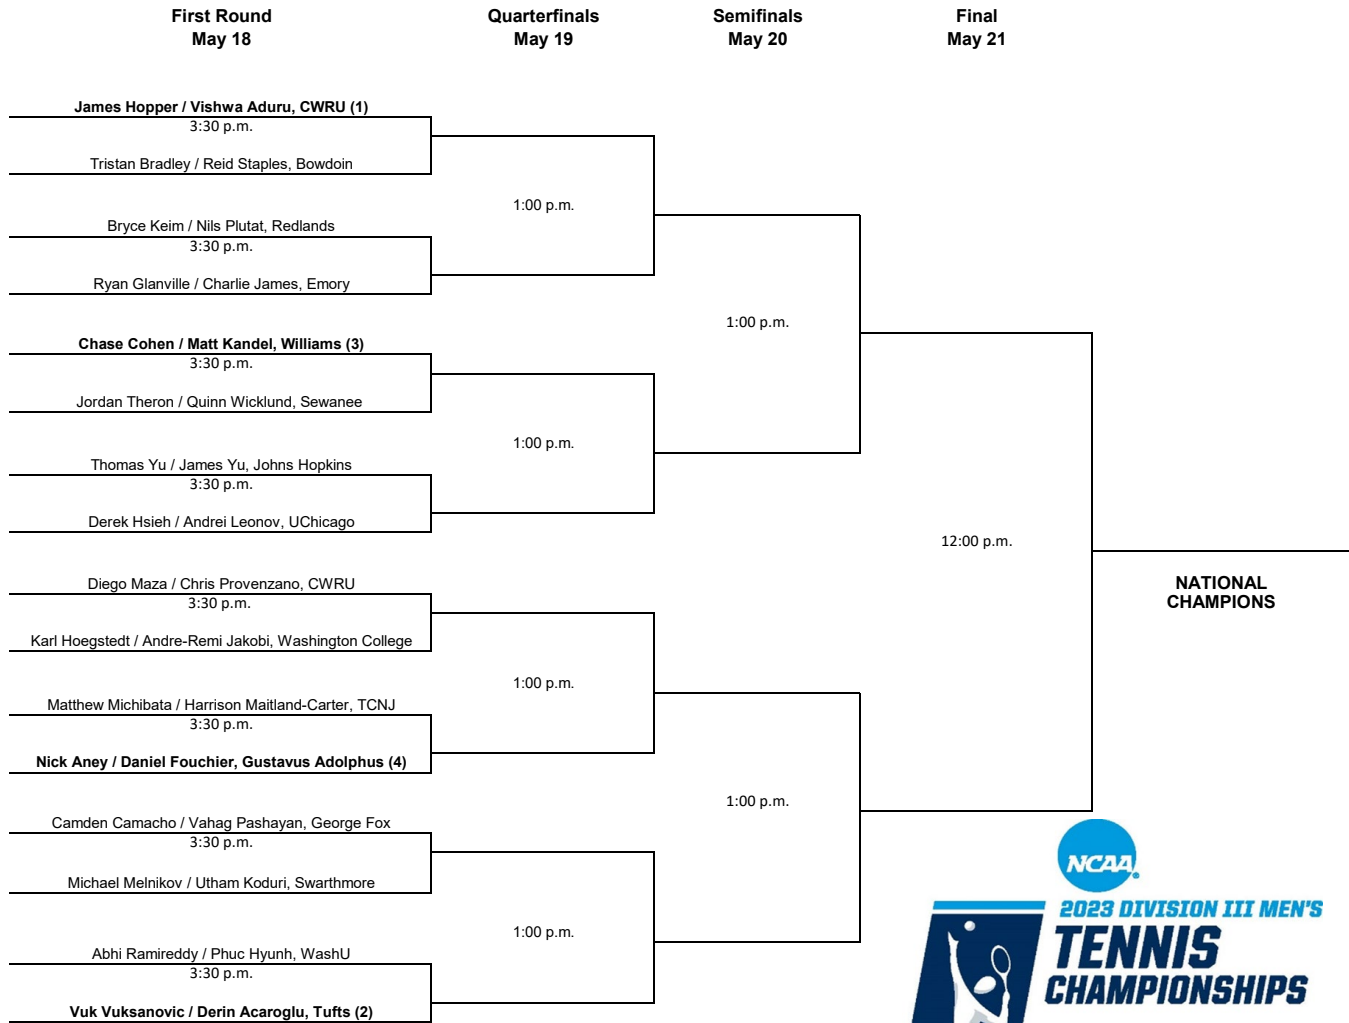 First Round
May 18
Quarterfinals
May 19
Semifinals
May 20
Final
May 21
James Hopper / Vishwa Aduru, CWRU (1)
3:30 p.m.
Tristan Bradley / Reid Staples, Bowdoin
1:00 p.m.
Bryce Keim / Nils Plutat, Redlands
3:30 p.m.
Ryan Glanville / Charlie James, Emory
1:00 p.m.
Chase Cohen / Matt Kandel, Williams (3)
3:30 p.m.
Jordan Theron / Quinn Wicklund, Sewanee
1:00 p.m.
Thomas Yu / James Yu, Johns Hopkins
3:30 p.m.
Derek Hsieh / Andrei Leonov, UChicago
12:00 p.m.
NATIONAL
CHAMPIONS
Diego Maza / Chris Provenzano, CWRU
3:30 p.m.
Karl Hoegstedt / Andre-Remi Jakobi, Washington College
1:00 p.m.
Matthew Michibata / Harrison Maitland-Carter, TCNJ
3:30 p.m.
Nick Aney / Daniel Fouchier, Gustavus Adolphus (4)
1:00 p.m.
Camden Camacho / Vahag Pashayan, George Fox
3:30 p.m.
Michael Melnikov / Utham Koduri, Swarthmore
1:00 p.m.
Abhi Ramireddy / Phuc Hyunh, WashU
3:30 p.m.
Vuk Vuksanovic / Derin Acaroglu, Tufts (2)
NCAA®
2023 DIVISION III MEN'S
TENNIS
CHAMPIONSHIPS